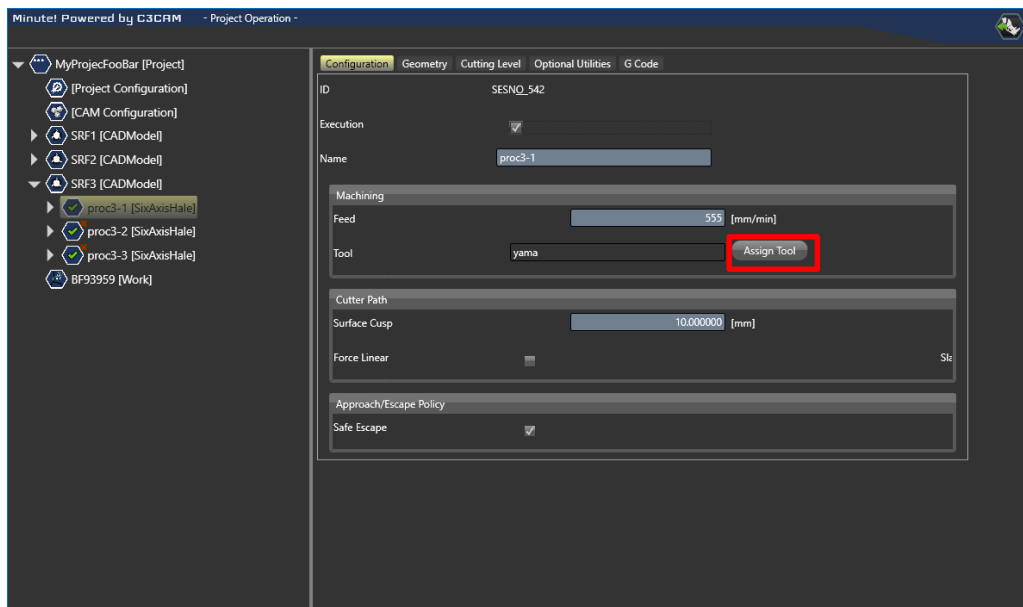 Minute! Powered by C3CAM - Project Operation -
MyProjecFooBar [Project]
[Project Configuration]
[CAM Configuration]
SRF1 [CADModel]
SRF2 [CADModel]
SRF3 [CADModel]
proc3-1 [SixAxisHale]
proc3-2 [SixAxisHale]
proc3-3 [SixAxisHale]
BF93959 [Work]
Configuration Geometry Cutting Level Optional Utilities G Code
ID SESNO_542
Execution
Name proc3-1
Machining
Feed 555 [mm/min]
Tool yama Assign Tool
Cutter Path
Surface Cusp 10.000000 [mm]
Force Linear Sla
Approach/Escape Policy
Safe Escape